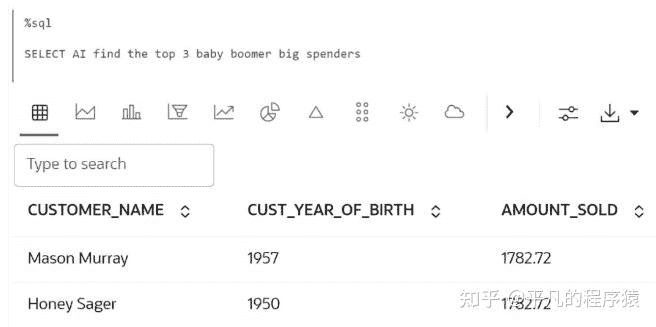 %sql
SELECT AI find the top 3 baby boomer big spenders
Type to search
CUSTOMER_NAME CUST_YEAR_OF_BIRTH AMOUNT_SOLD
Mason Murray 1957 1782.72
Honey Sager 1950 1782.72
知乎 @平凡的程序猿